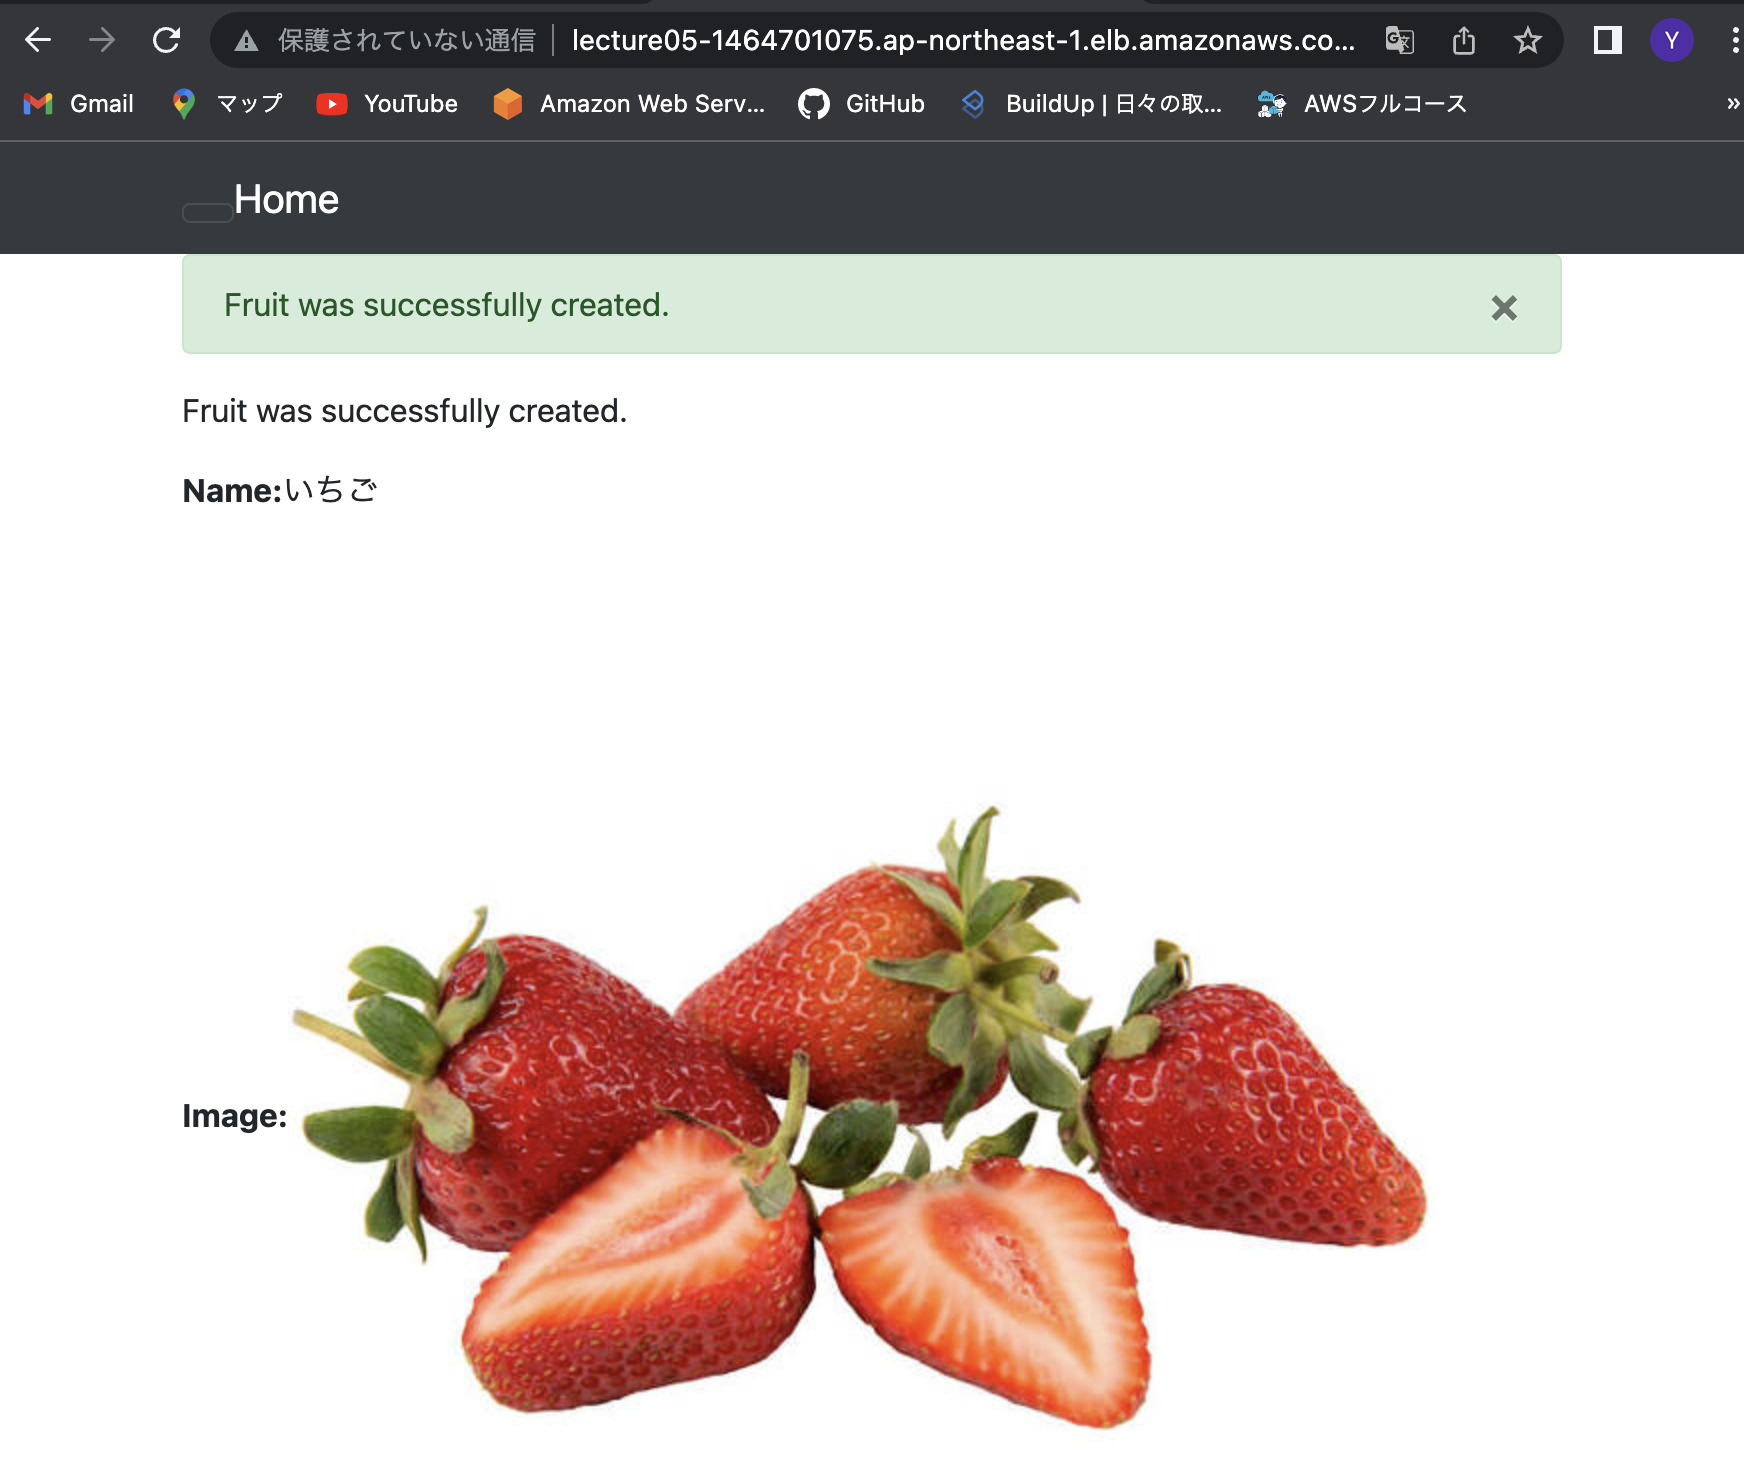 保護されていない通信 lecture05-1464701075.ap-northeast-1.elb.amazonaws.co...
Y
Gmail マップ YouTube Amazon Web Serv... GitHub BuildUp | 日々の取... AWSフルコース »
Home
Fruit was successfully created. ×
Fruit was successfully created.
Name:いちご
Image: